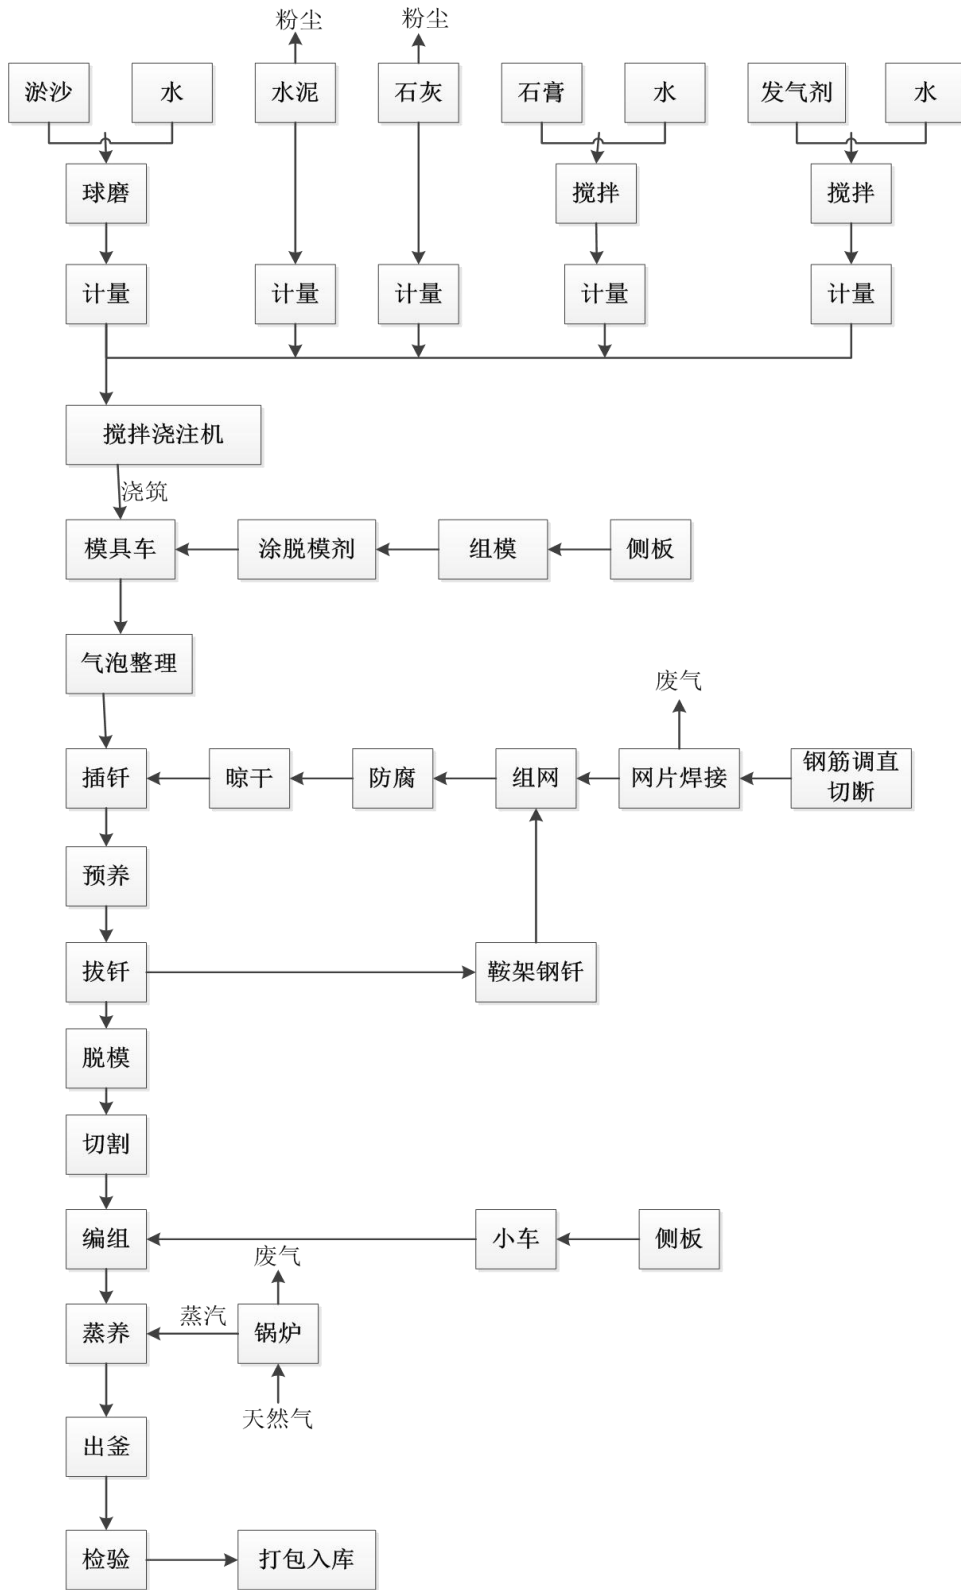 粉尘
粉尘
淤沙
水
水泥
石灰
石膏
水
发气剂
水
球磨
搅拌
搅拌
计量
计量
计量
计量
计量
搅拌浇注机
浇筑
模具车
涂脱模剂
组模
侧板
气泡整理
废气
插钎
晾干
防腐
组网
网片焊接
钢筋调直
切断
预养
拔钎
鞍架钢钎
脱模
切割
编组
小车
侧板
废气
蒸养
蒸汽
锅炉
天然气
出釜
检验
打包入库